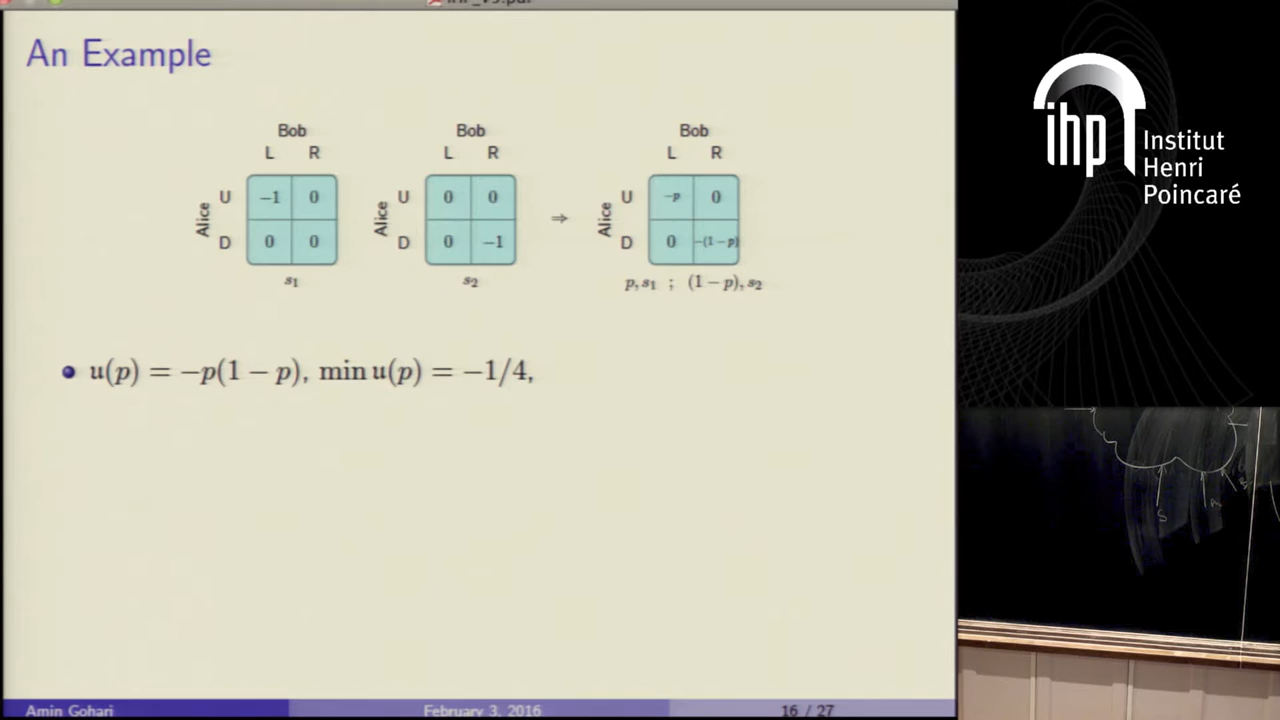 An Example
Bob Bob Bob
L R L R L R
Alice U −1 0 Alice U 0 0 Alice U −p 0
D 0 0 D 0 −1 ⇒ D 0 −(1−p)
s₁ s₂ p, s₁ ; (1 − p), s₂
u(p) = −p(1 − p), min u(p) = −1/4,
Amin Gohari February 3, 2016 16 / 27
ihp Institut
Henri
Poincaré